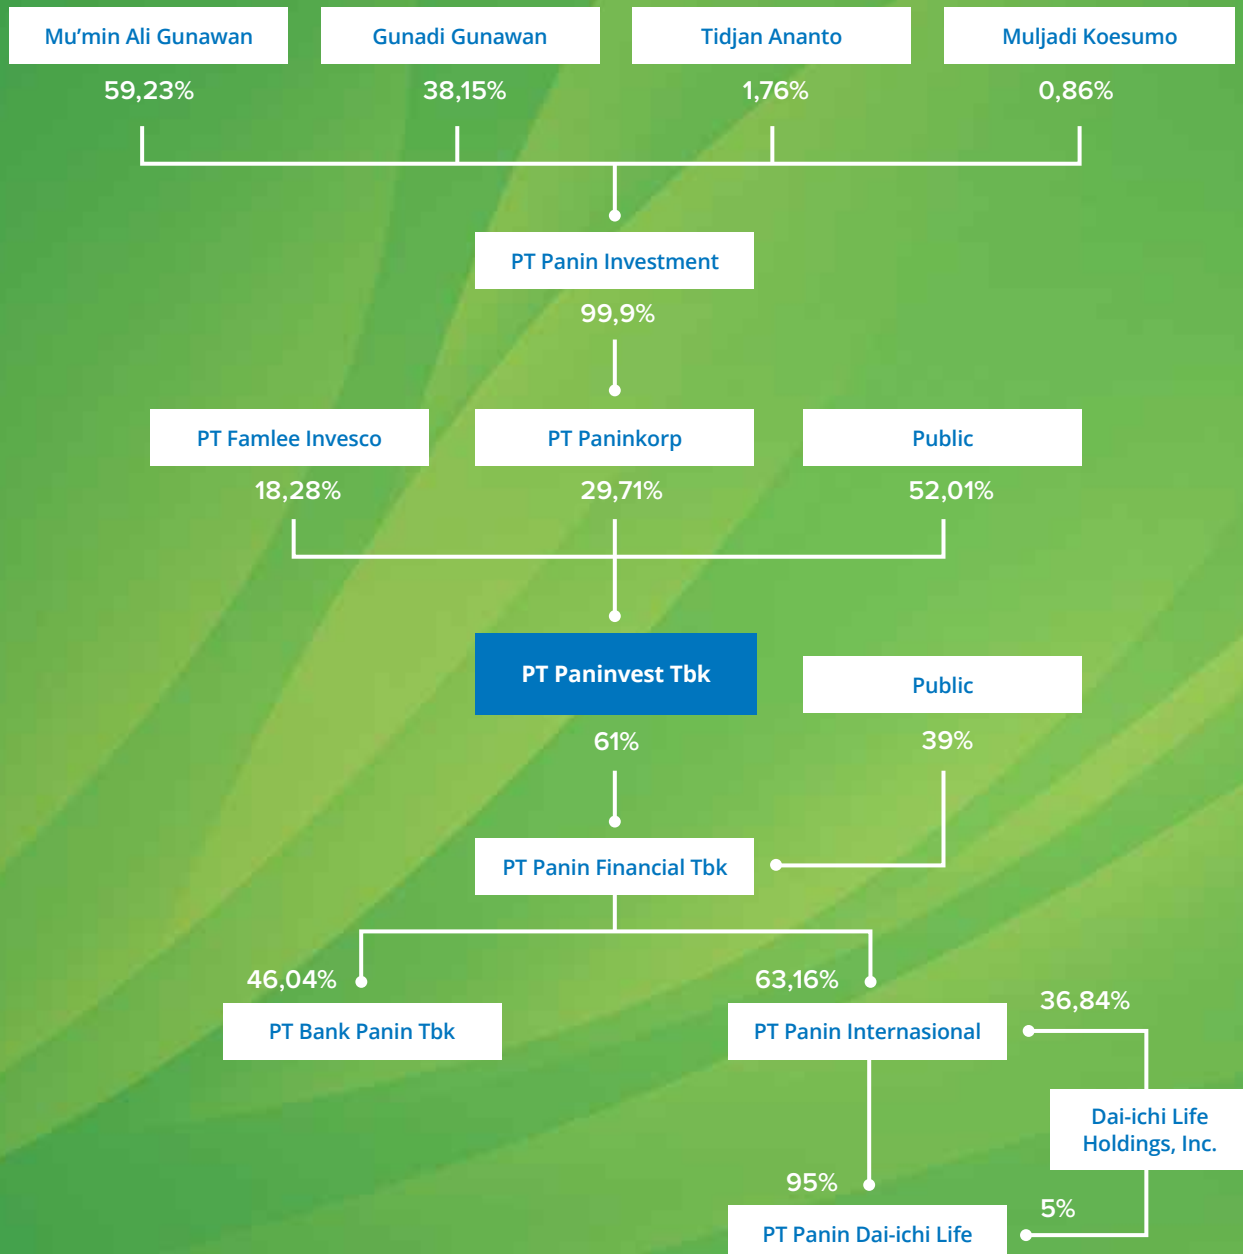 Mu’min Ali Gunawan
Gunadi Gunawan
Tidjan Ananto
Muljadi Koesumo
59,23%
38,15%
1,76%
0,86%
PT Panin Investment
99,9%
PT Famlee Invesco
PT Paninkorp
Public
18,28%
29,71%
52,01%
PT Paninvest Tbk
Public
61%
39%
PT Panin Financial Tbk
46,04%
63,16%
36,84%
PT Bank Panin Tbk
PT Panin Internasional
Dai-ichi Life
Holdings, Inc.
95%
5%
PT Panin Dai-ichi Life